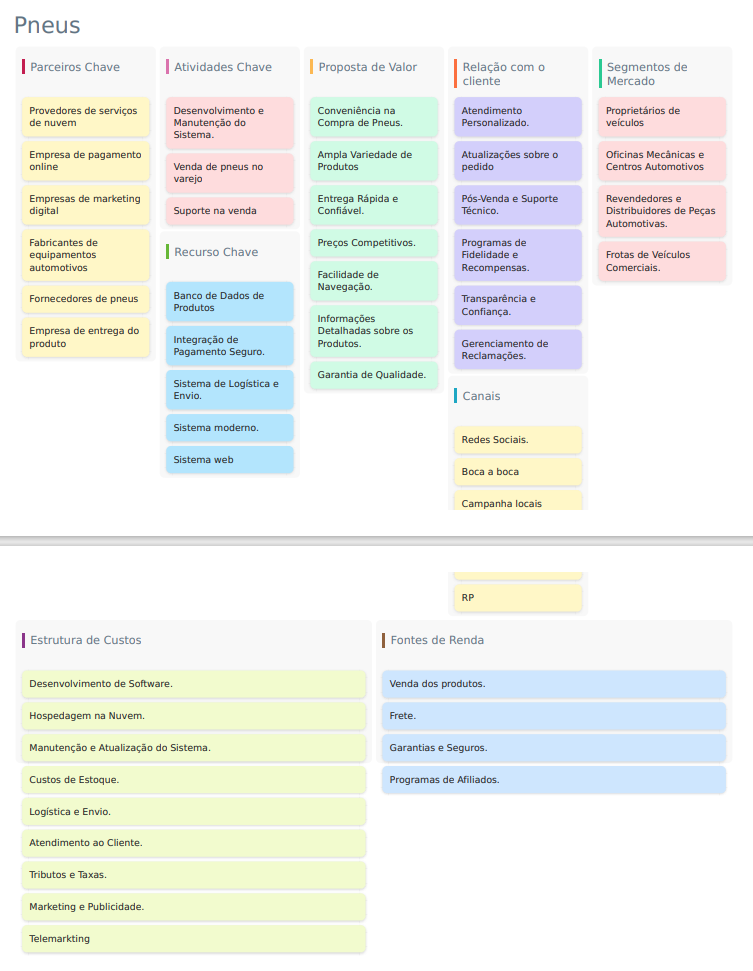 Pneus
Parceiros Chave
Provedores de serviços
de nuvem
Empresa de pagamento
online
Empresas de marketing
digital
Fabricantes de
equipamentos
automotivos
Fornecedores de pneus
Empresa de entrega do
produto
Atividades Chave
Desenvolvimento e
Manutenção do
Sistema.
Venda de pneus no
varejo
Suporte na venda
Recurso Chave
Banco de Dados de
Produtos
Integração de
Pagamento Seguro.
Sistema de Logística e
Envio.
Sistema moderno.
Sistema web
Proposta de Valor
Conveniência na
Compra de Pneus.
Ampla Variedade de
Produtos
Entrega Rápida e
Confiável.
Preços Competitivos.
Facilidade de
Navegação.
Informações
Detalhadas sobre os
Produtos.
Garantia de Qualidade.
Relação com o
cliente
Atendimento
Personalizado.
Atualizações sobre o
pedido
Pós-Venda e Suporte
Técnico.
Programas de
Fidelidade e
Recompensas.
Transparência e
Confiança.
Gerenciamento de
Reclamações.
Canais
Redes Sociais.
Boca a boca
Campanha locais
RP
Segmentos de
Mercado
Proprietários de
veículos
Oficinas Mecânicas e
Centros Automotivos
Revendedores e
Distribuidores de Peças
Automotivas.
Frotas de Veículos
Comerciais.
Estrutura de Custos
Desenvolvimento de Software.
Hospedagem na Nuvem.
Manutenção e Atualização do Sistema.
Custos de Estoque.
Logística e Envio.
Atendimento ao Cliente.
Tributos e Taxas.
Marketing e Publicidade.
Telemarkting
Fontes de Renda
Venda dos produtos.
Frete.
Garantias e Seguros.
Programas de Afiliados.